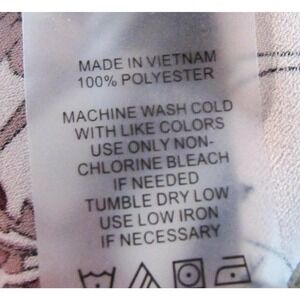 MADE IN VIETNAM
100% POLYESTER
MACHINE WASH COLD
WITH LIKE COLORS
USE ONLY NON-
CHLORINE BLEACH
IF NEEDED
TUMBLE DRY LOW
USE LOW IRON
IF NECESSARY